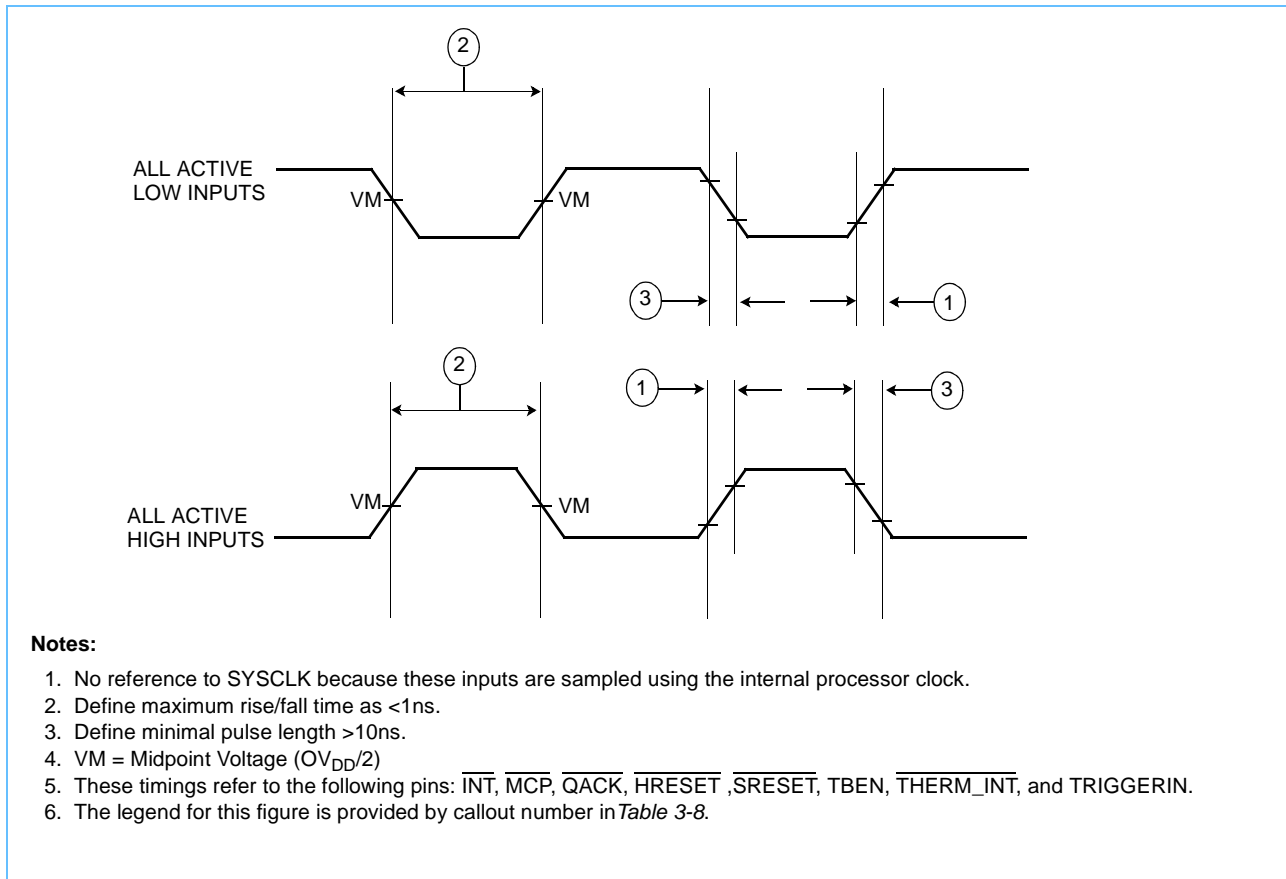 2
ALL ACTIVE
LOW INPUTS
VM
VM
3
1
2
1
3
ALL ACTIVE
HIGH INPUTS
VM
VM
Notes:
1. No reference to SYSCLK because these inputs are sampled using the internal processor clock.
2. Define maximum rise/fall time as <1ns.
3. Define minimal pulse length >10ns.
4. VM = Midpoint Voltage (OVDD/2)
5. These timings refer to the following pins: INT, MCP, QACK, HRESET ,SRESET, TBEN, THERM_INT, and TRIGGERIN.
6. The legend for this figure is provided by callout number inTable 3-8.